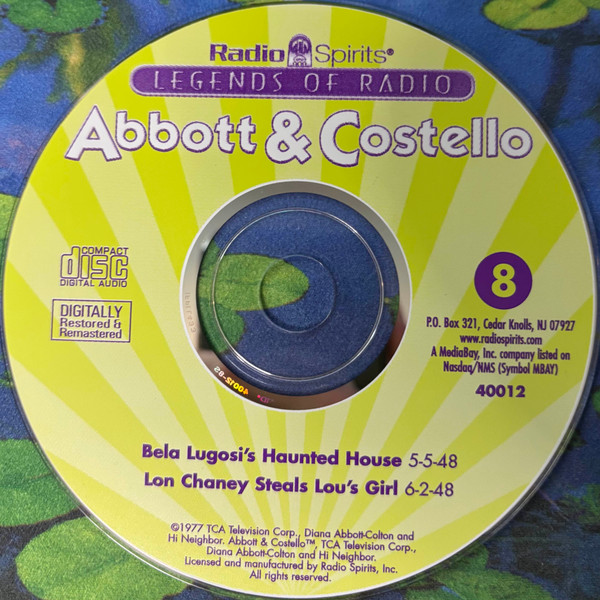 Radio Spirits®
LEGENDS OF RADIO
Abbott & Costello
COMPACT
disc
DIGITAL AUDIO
DIGITALLY
Restored &
Remastered
8
P.O. Box 321, Cedar Knolls, NJ 07927
www.radiospirits.com
A MediaBay, Inc. company listed on
Nasdaq/NMS (Symbol MBAY)
40012
Bela Lugosi's Haunted House 5-5-48
Lon Chaney Steals Lou's Girl 6-2-48
©1977 TCA Television Corp., Diana Abbott-Colton and
Hi Neighbor. Abbott & Costello™, TCA Television Corp.,
Diana Abbott-Colton and Hi Neighbor.
Licensed and manufactured by Radio Spirits, Inc.
All rights reserved.